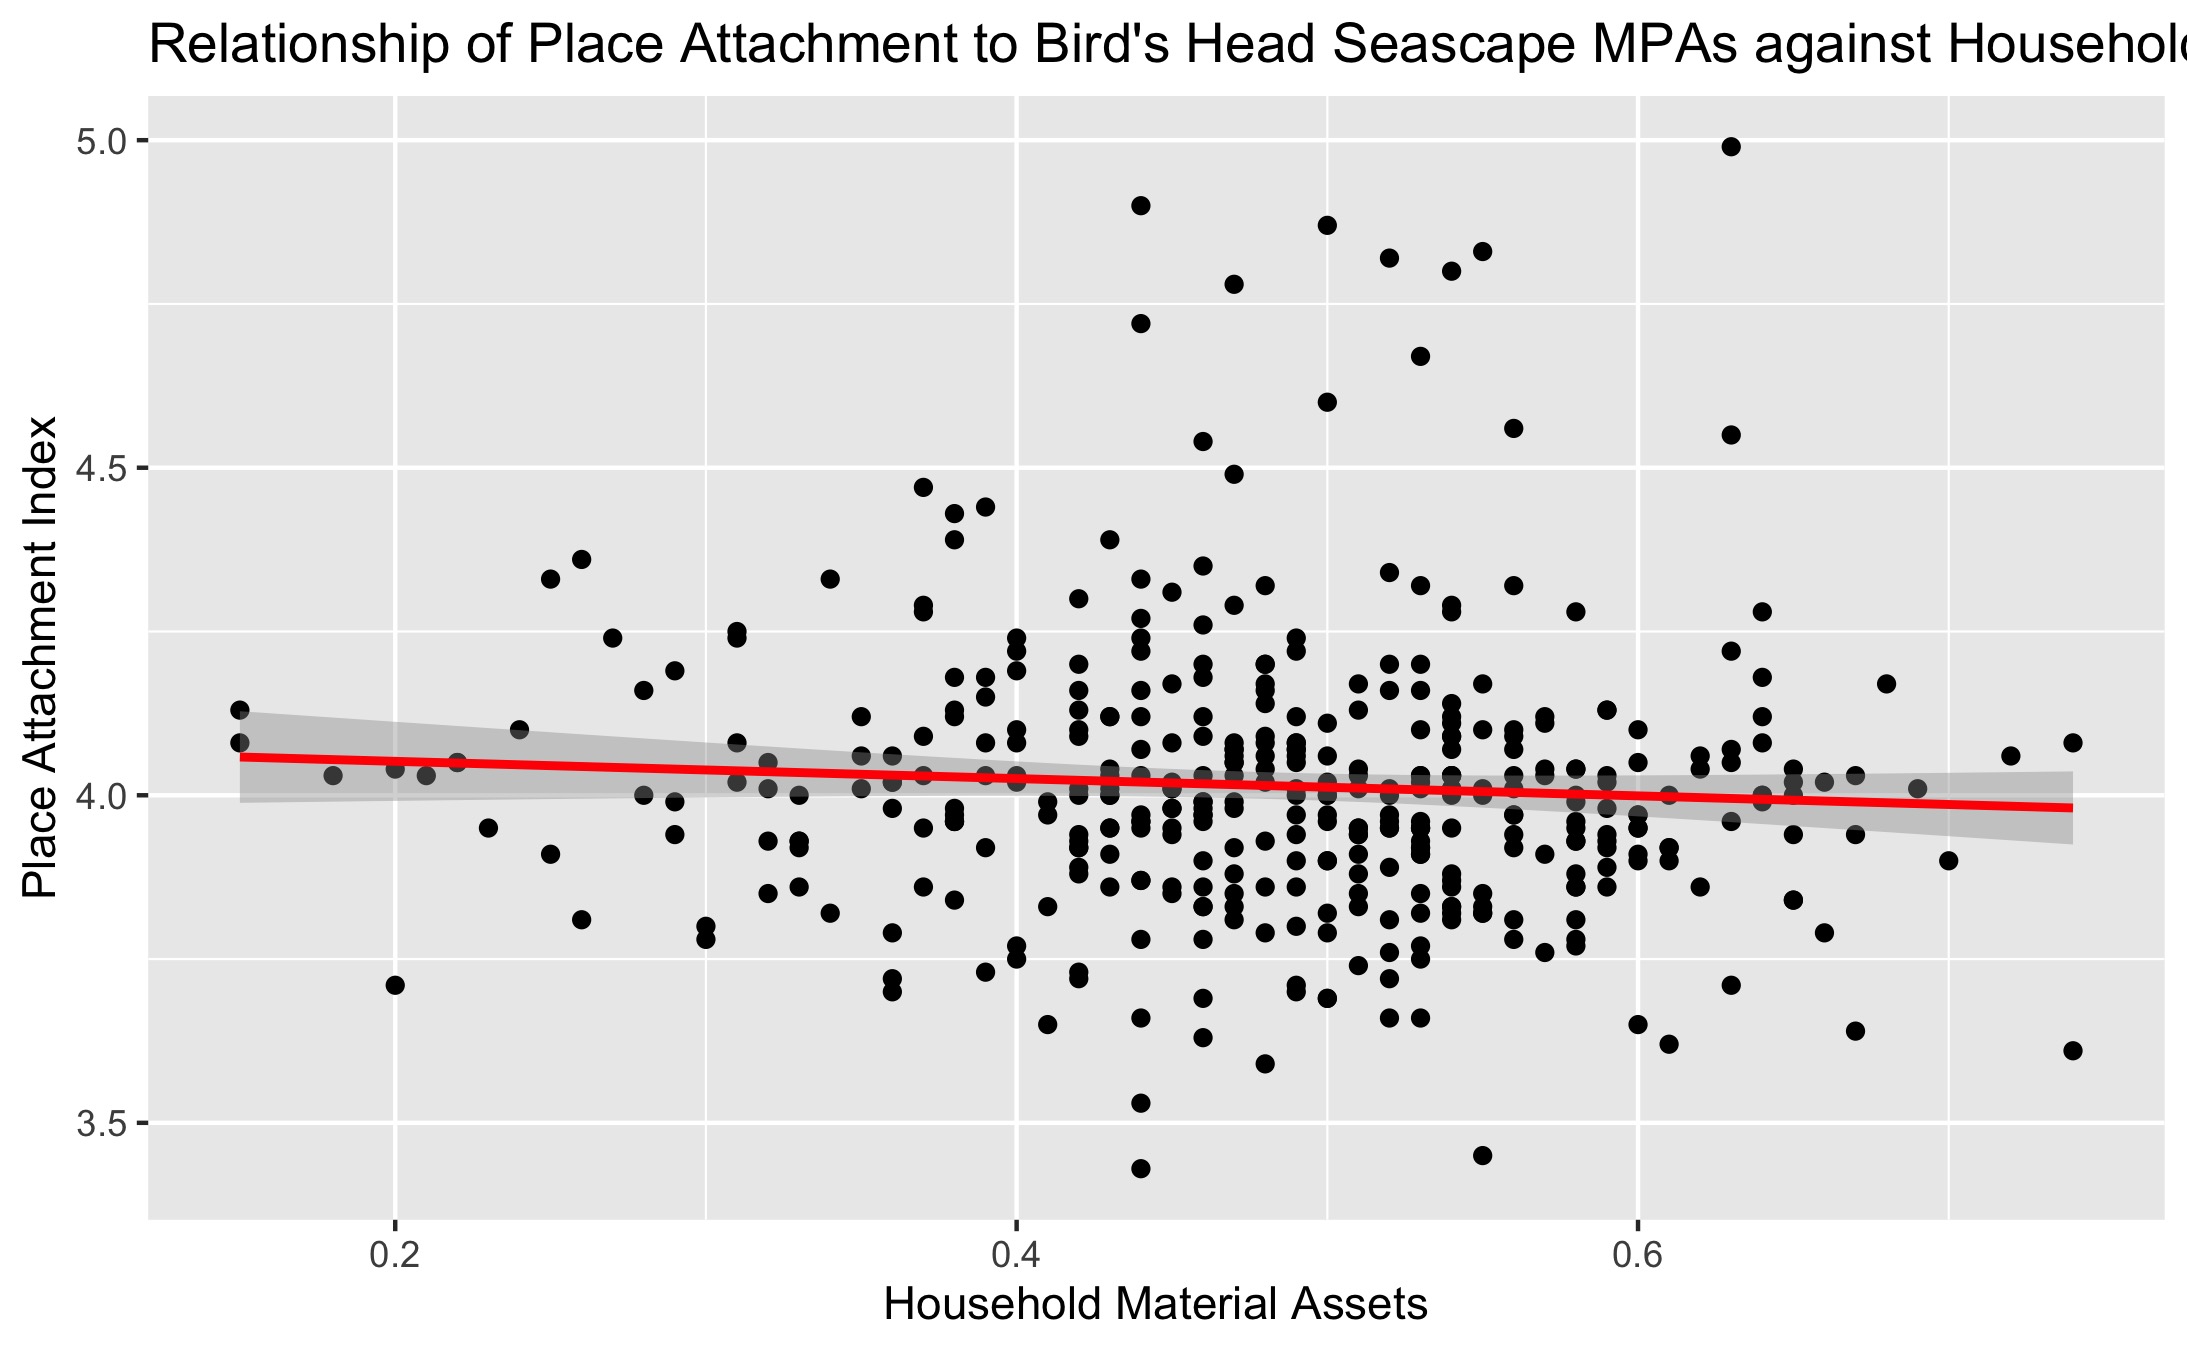 Relationship of Place Attachment to Bird's Head Seascape MPAs against Household
5.0
4.5
4.0
3.5
Place Attachment Index
0.2 0.4 0.6
Household Material Assets